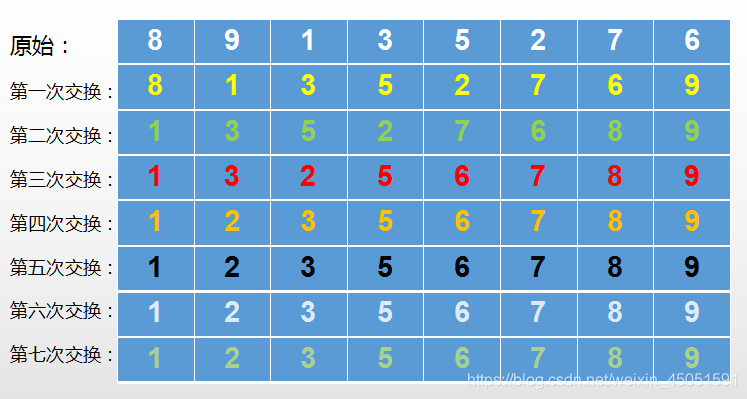 原始： 8 9 1 3 5 2 7 6
第一次交换： 8 1 3 5 2 7 6 9
第二次交换： 1 3 5 2 7 6 8 9
第三次交换： 1 3 2 5 6 7 8 9
第四次交换： 1 2 3 5 6 7 8 9
第五次交换： 1 2 3 5 6 7 8 9
第六次交换： 1 2 3 5 6 7 8 9
第七次交换： 1 2 3 5 6 7 8 9
https://blog.csdn.net/weixin_45051591